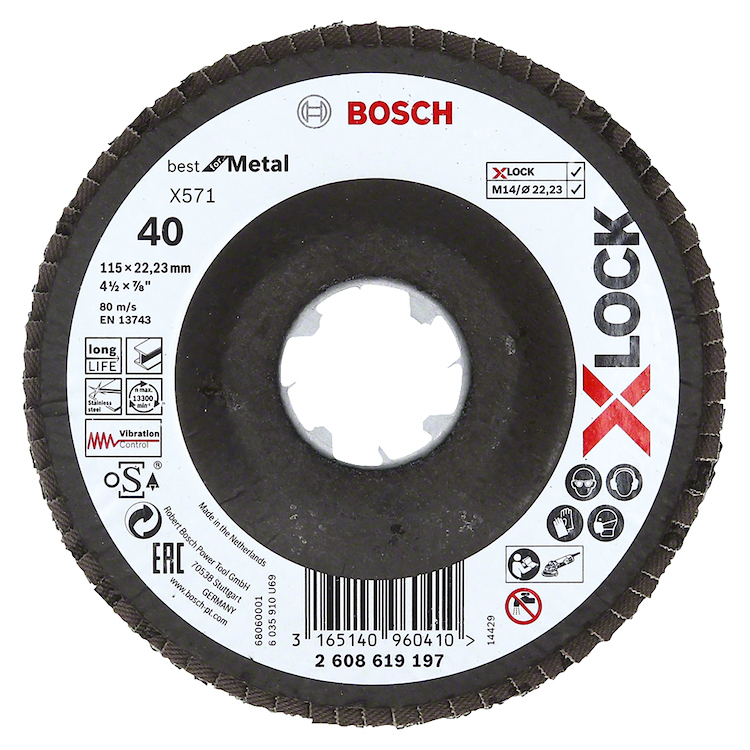 BOSCH
best for Metal
X571
40
115 x 22,23 mm
4½ x ⅞"
80 m/s
EN 13743
XLOCK ✓
M14/Ø 22,23 ✓
X LOCK
long
LIFE
Stainless
steel
n max.
13300
min⁻¹
Vibration
Control
oS®
EAC
Made in the Netherlands
Robert Bosch Power Tool GmbH
70538 Stuttgart
GERMANY
www.bosch-pt.com
68060001
6 035 910 U69
3 165140 960410 >
2 608 619 197
14429